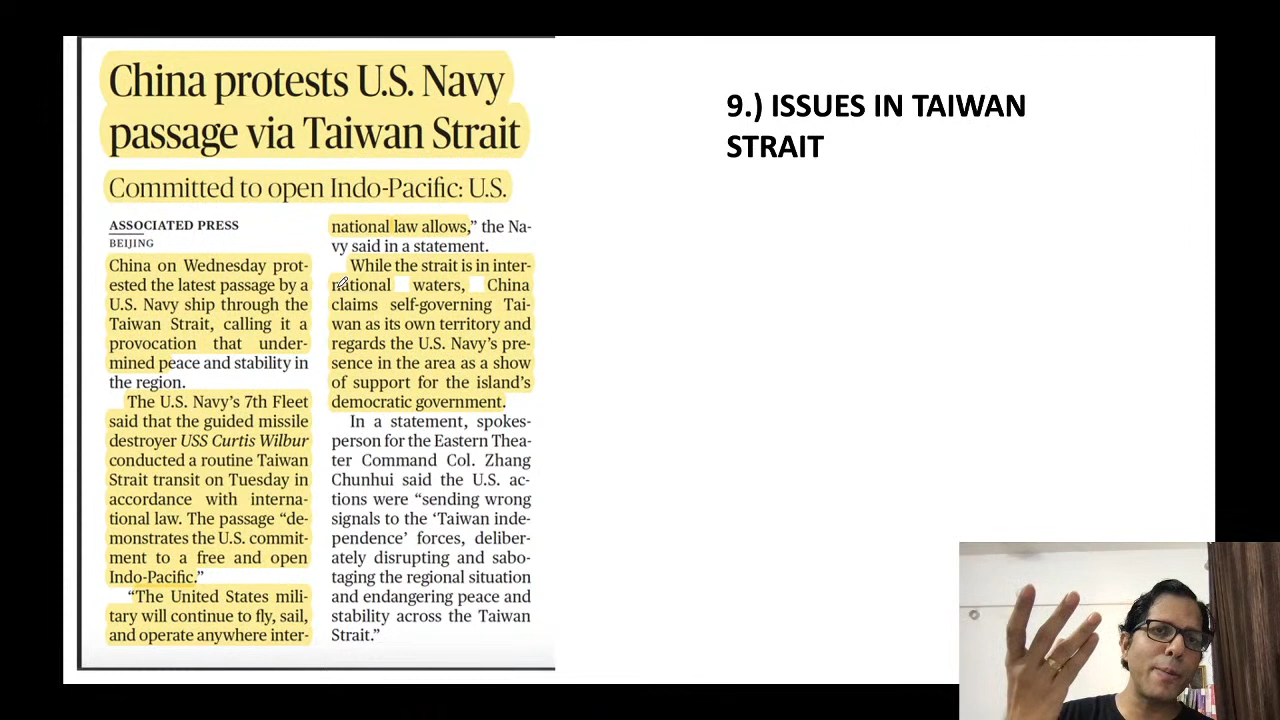 China protests U.S. Navy
passage via Taiwan Strait
Committed to open Indo-Pacific: U.S.
ASSOCIATED PRESS
BEIJING
China on Wednesday prot-
ested the latest passage by a
U.S. Navy ship through the
Taiwan Strait, calling it a
provocation that under-
mined peace and stability in
the region.
The U.S. Navy's 7th Fleet
said that the guided missile
destroyer USS Curtis Wilbur
conducted a routine Taiwan
Strait transit on Tuesday in
accordance with interna-
tional law. The passage “de-
monstrates the U.S. commit-
ment to a free and open
Indo-Pacific.”
“The United States mili-
tary will continue to fly, sail,
and operate anywhere inter-
national law allows,” the Na-
vy said in a statement.
While the strait is in inter-
national waters, China
claims self-governing Tai-
wan as its own territory and
regards the U.S. Navy's pre-
sence in the area as a show
of support for the island's
democratic government.
In a statement, spokes-
person for the Eastern Thea-
ter Command Col. Zhang
Chunhui said the U.S. ac-
tions were “sending wrong
signals to the ‘Taiwan inde-
pendence’ forces, deliber-
ately disrupting and sabo-
taging the regional situation
and endangering peace and
stability across the Taiwan
Strait.”
9.) ISSUES IN TAIWAN
STRAIT